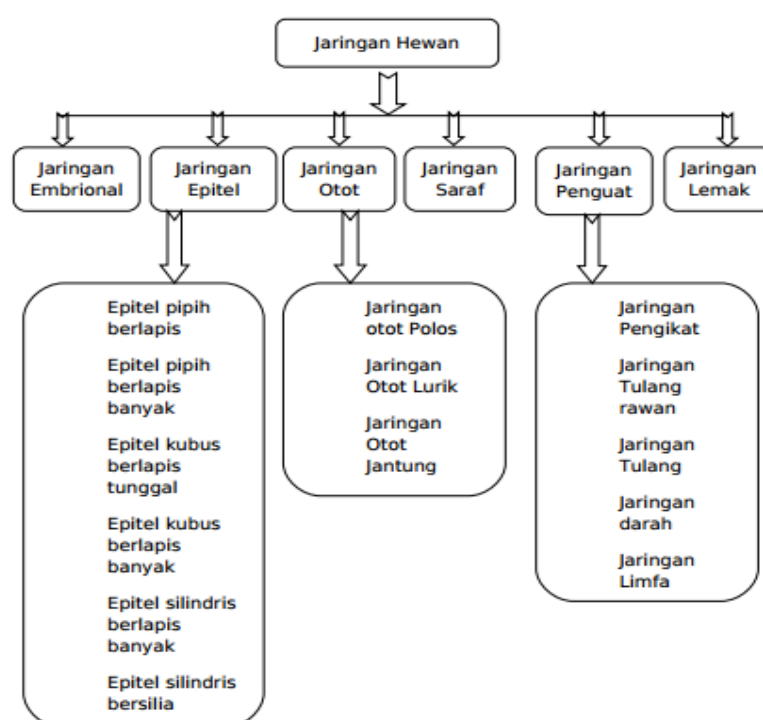 Jaringan Hewan
Jaringan
Embrional
Jaringan
Epitel
Jaringan
Otot
Jaringan
Saraf
Jaringan
Penguat
Jaringan
Lemak
Epitel pipih
berlapis
Epitel pipih
berlapis
banyak
Epitel kubus
berlapis
tunggal
Epitel kubus
berlapis
banyak
Epitel silindris
berlapis
banyak
Epitel silindris
bersilia
Jaringan
otot Polos
Jaringan
Otot Lurik
Jaringan
Otot
Jantung
Jaringan
Pengikat
Jaringan
Tulang
rawan
Jaringan
Tulang
Jaringan
darah
Jaringan
Limfa